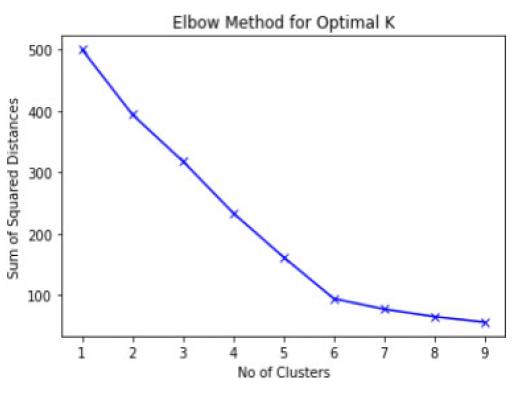 Elbow Method for Optimal K
Sum of Squared Distances
500
400
300
200
100
1 2 3 4 5 6 7 8 9
No of Clusters